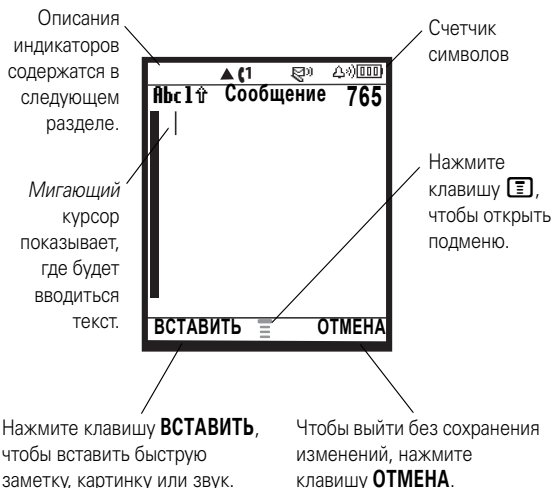 Описания
индикаторов
содержатся в
следующем
разделе.
Счетчик
символов
1
Abc1⇧ Сообщение 765
Мигающий
курсор
показывает,
где будет
вводиться
текст.
Нажмите
клавишу ,
чтобы открыть
подменю.
ВСТАВИТЬ ОТМЕНА
Нажмите клавишу ВСТАВИТЬ,
чтобы вставить быструю
заметку, картинку или звук.
Чтобы выйти без сохранения
изменений, нажмите
клавишу ОТМЕНА.